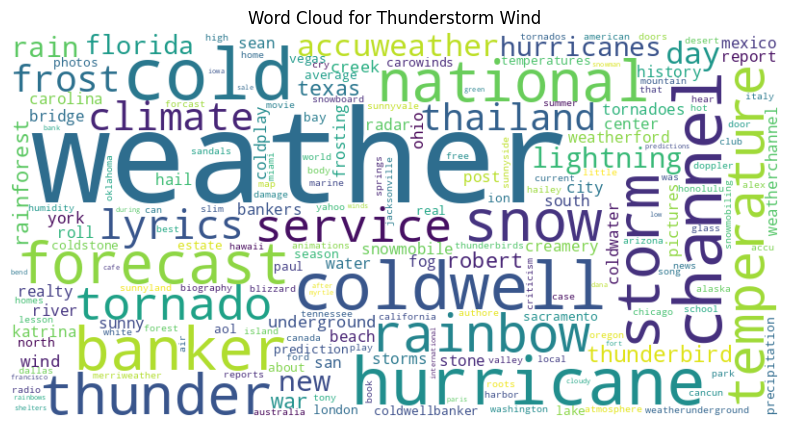 Word Cloud for Thunderstorm Wind
rain florida high sean vegas accuweather hurricanes tornados american doors day desert mexico
photos home cry creek carowinds temperatures history report
frost cold average texas national mountain that
carolina iowa sale movie snowboard sunnyvale summer tornadoes hot italy
bridge bank climate coldplay frosting bay radar ohio green snowman thailand center weatherford hear door
weather channel temperature
rainforest oklahoma sandals hail miami map world body free lightning current predictions doppler club
humidity during can slim damage marine springs jacksonville sunnyside post hailey little was honolulu alex weatherchannel
york lyrics best winds bankers yahoo real service ion snow city south low pictures snowmobiling glass accu
roll coldstone estate hawaii animations season snowmobile thunderbirds creamery coldwater arizona news
forecast cafe biography blizzard paul water fog robert criticism storm song alaska
bend realty sunnyland after myrtle tennessee california coldwell case dana chicago school
homes river lesson forest white aol island canada underground beach sacramento authore oregon fort
katrina sunny tornado air prediction play storms stone rainbow valley local thunderbird precipitation
north wind banker about ford san international roots atmosphere park
dallas merriweather reports book cloudy cancun
francisco radio rainbows shelters thunder new war tony harbor paris hurricane washington lake weatherunderground
australia london coldwellbanker